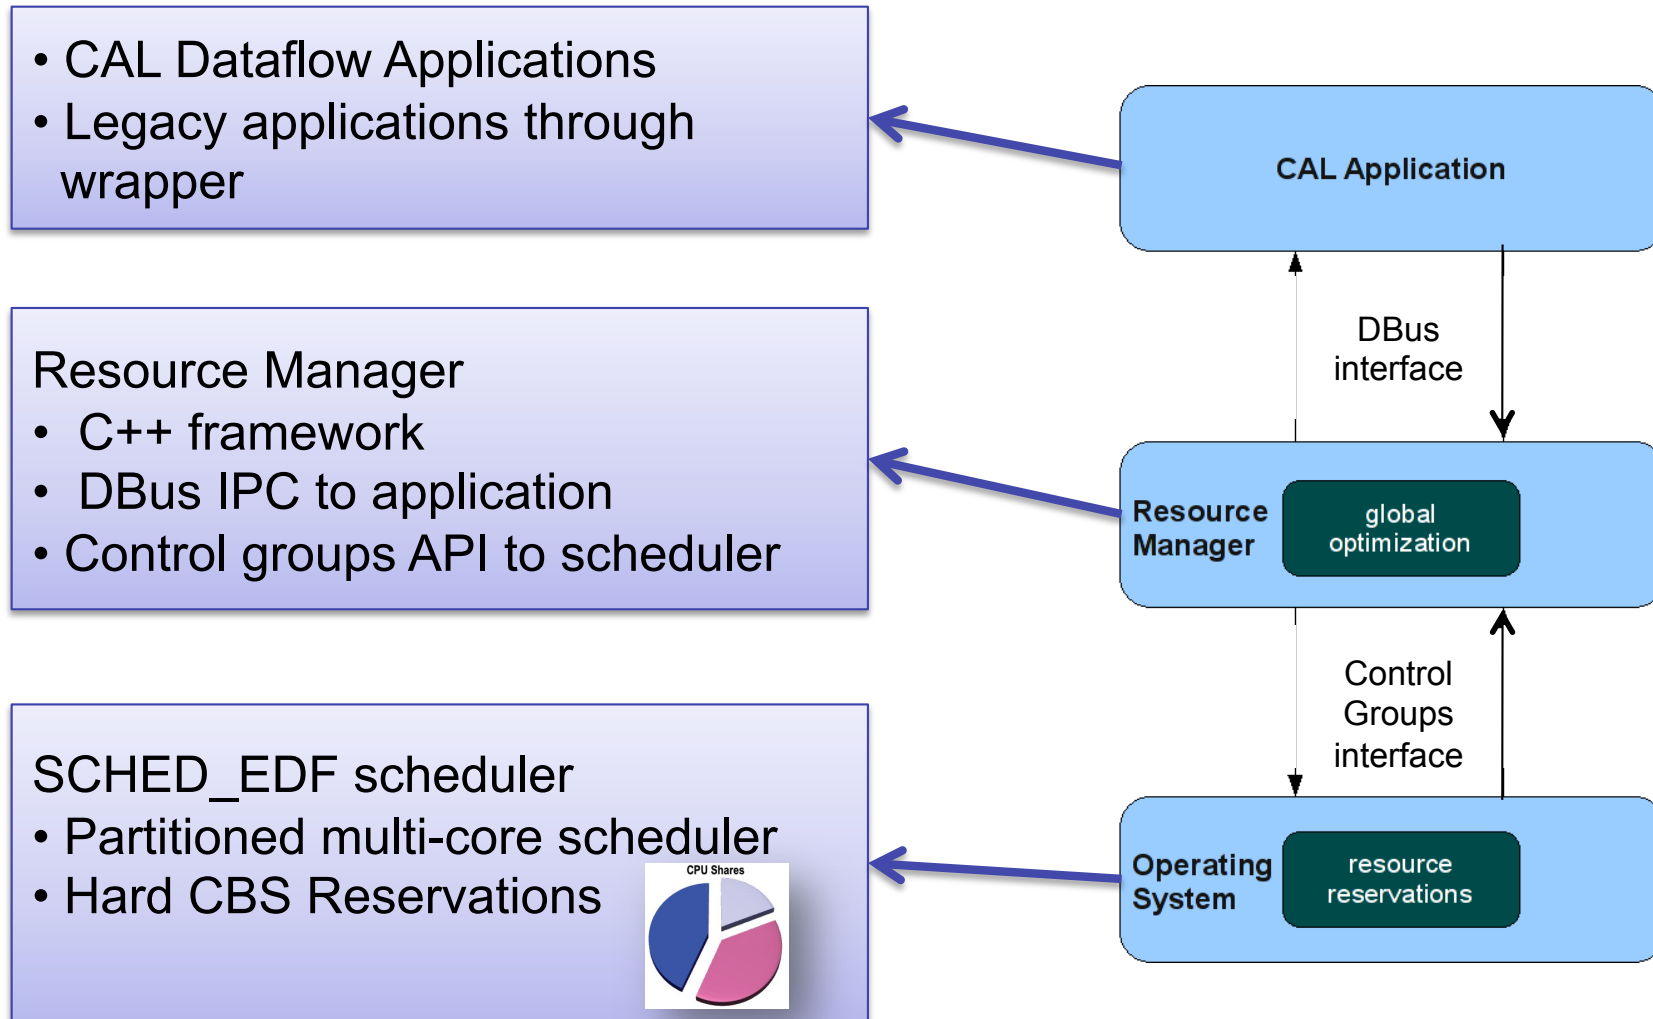 • CAL Dataflow Applications
• Legacy applications through
wrapper
CAL Application
DBus
interface
Resource Manager
• C++ framework
• DBus IPC to application
• Control groups API to scheduler
Resource
Manager
global
optimization
Control
Groups
interface
SCHED_EDF scheduler
• Partitioned multi-core scheduler
• Hard CBS Reservations
CPU Shares
Operating
System
resource
reservations